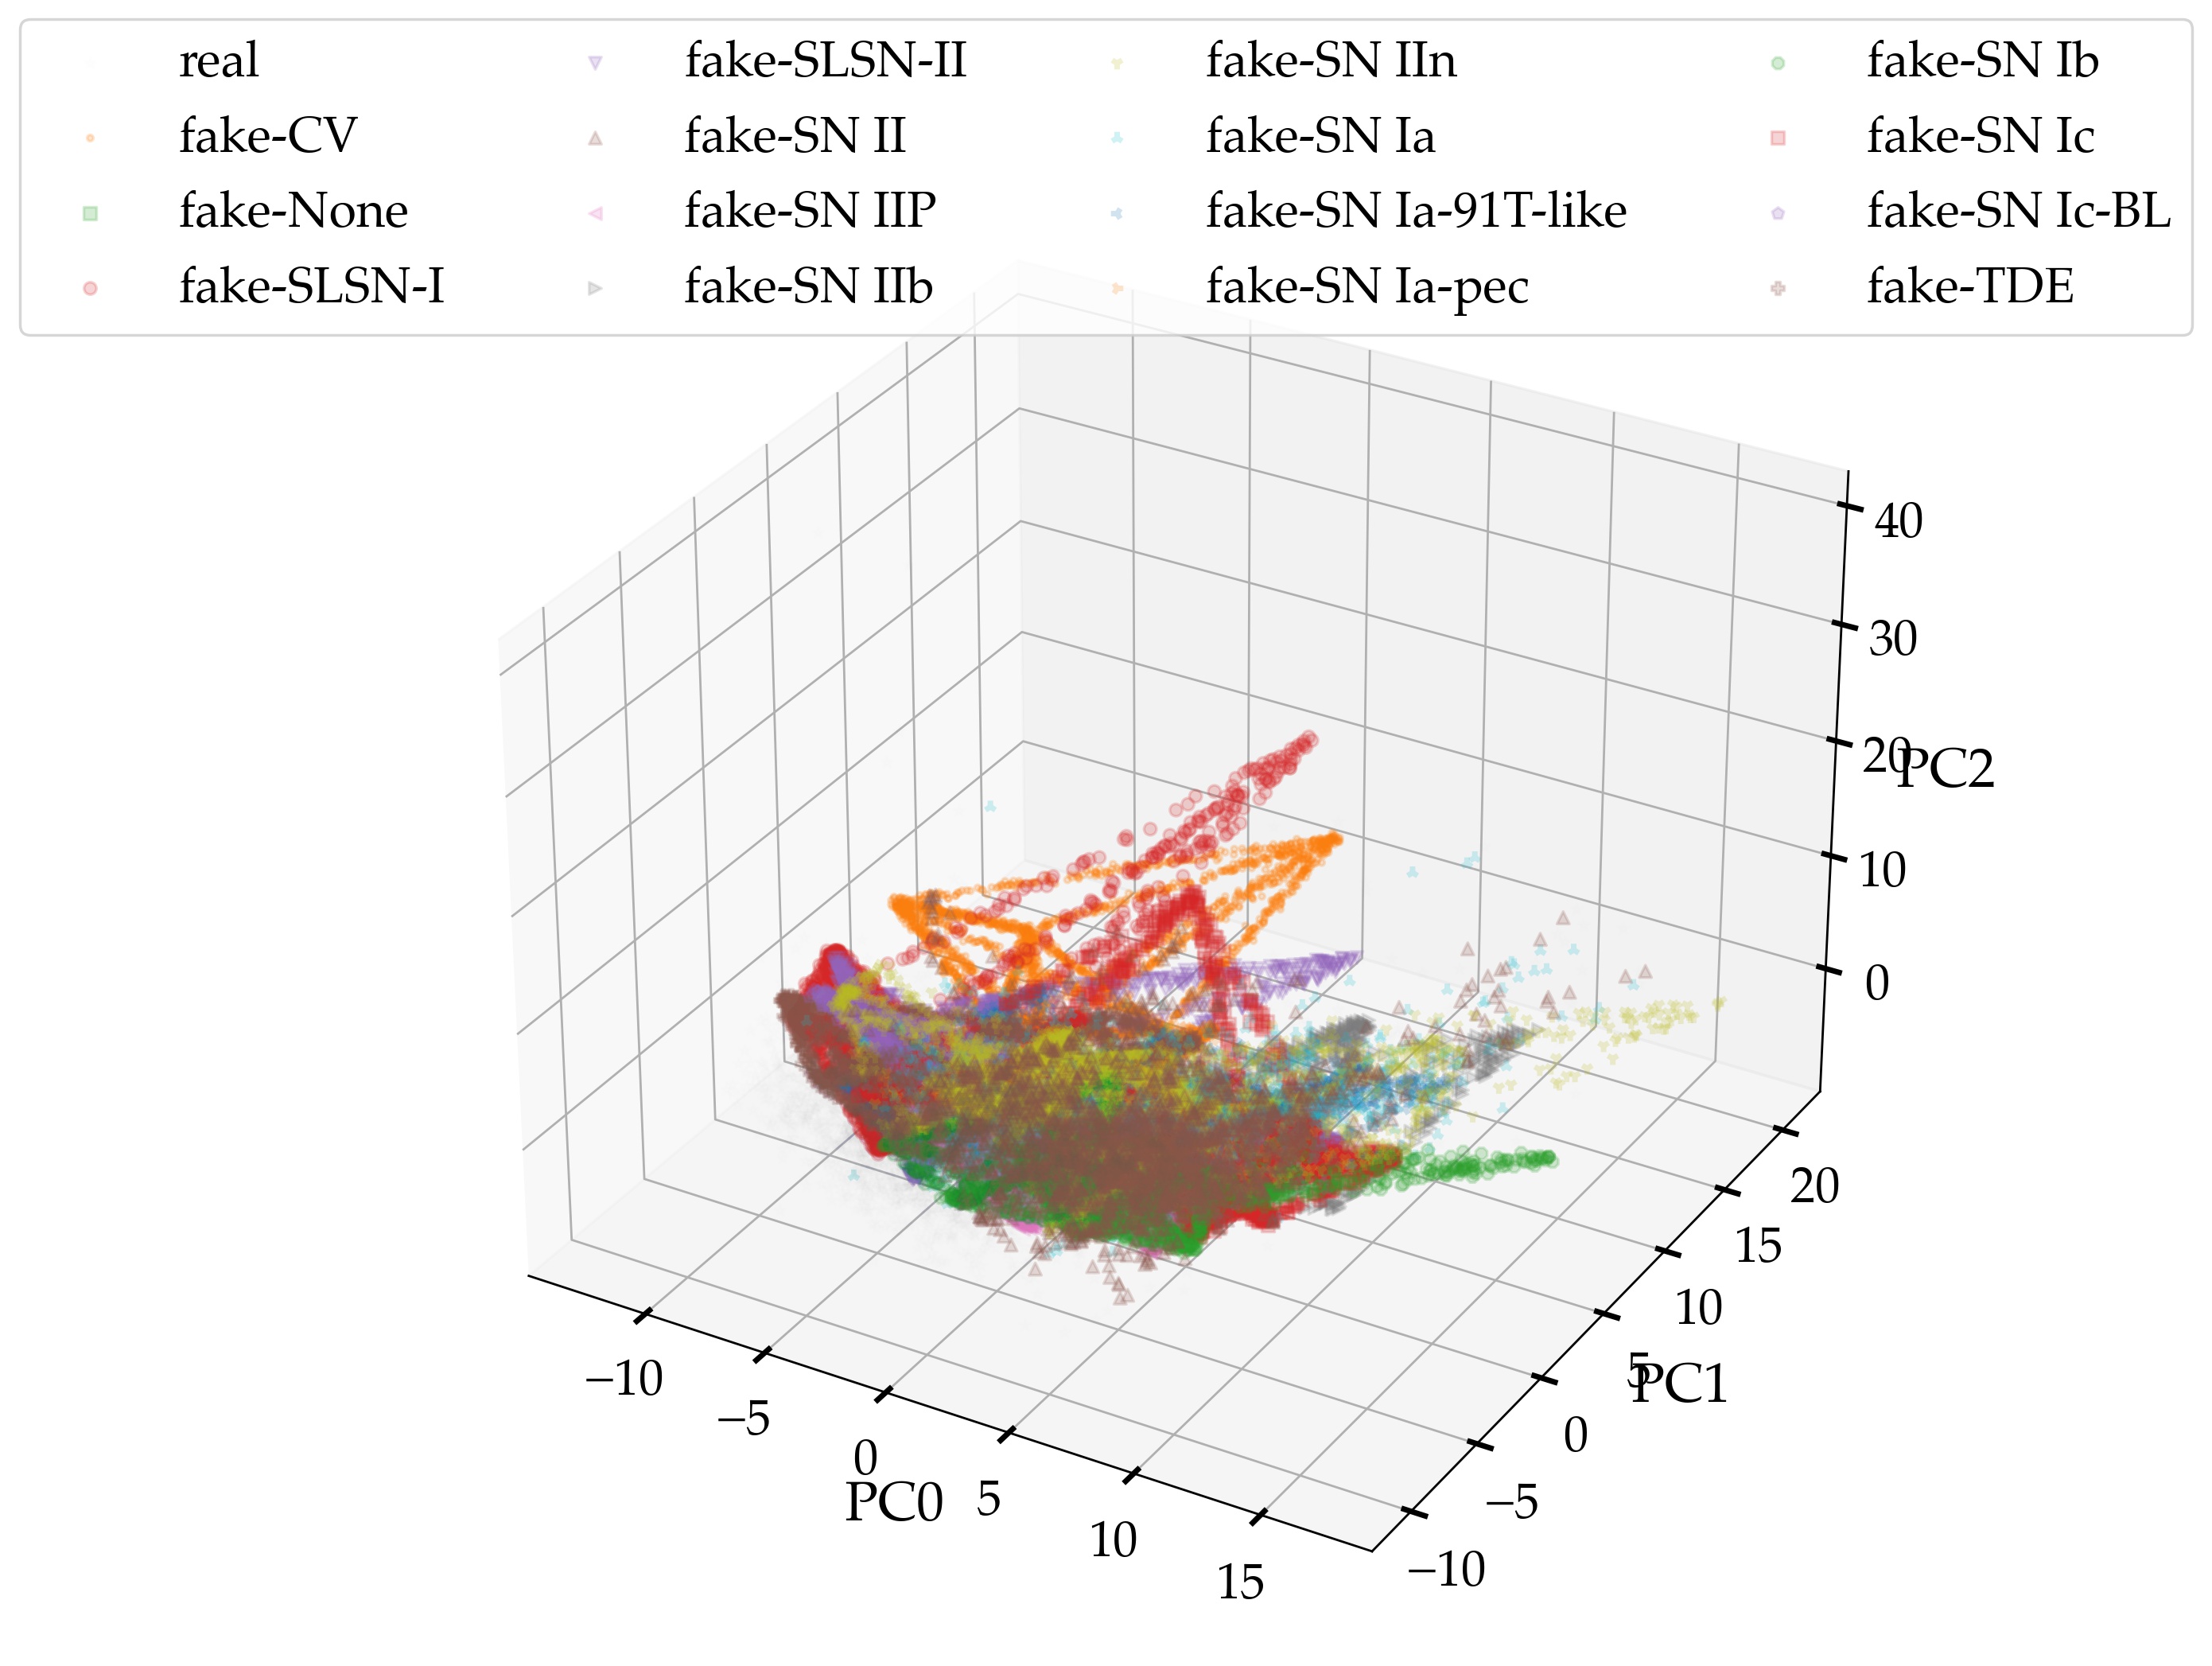 real
fake-CV
fake-None
fake-SLSN-I
fake-SLSN-II
fake-SN II
fake-SN IIP
fake-SN IIb
fake-SN IIn
fake-SN Ia
fake-SN Ia-91T-like
fake-SN Ia-pec
fake-SN Ib
fake-SN Ic
fake-SN Ic-BL
fake-TDE
40
30
20
PC2
10
0
20
15
10
5
PC1
0
−5
−10
−10
−5
0
PC0
5
10
15